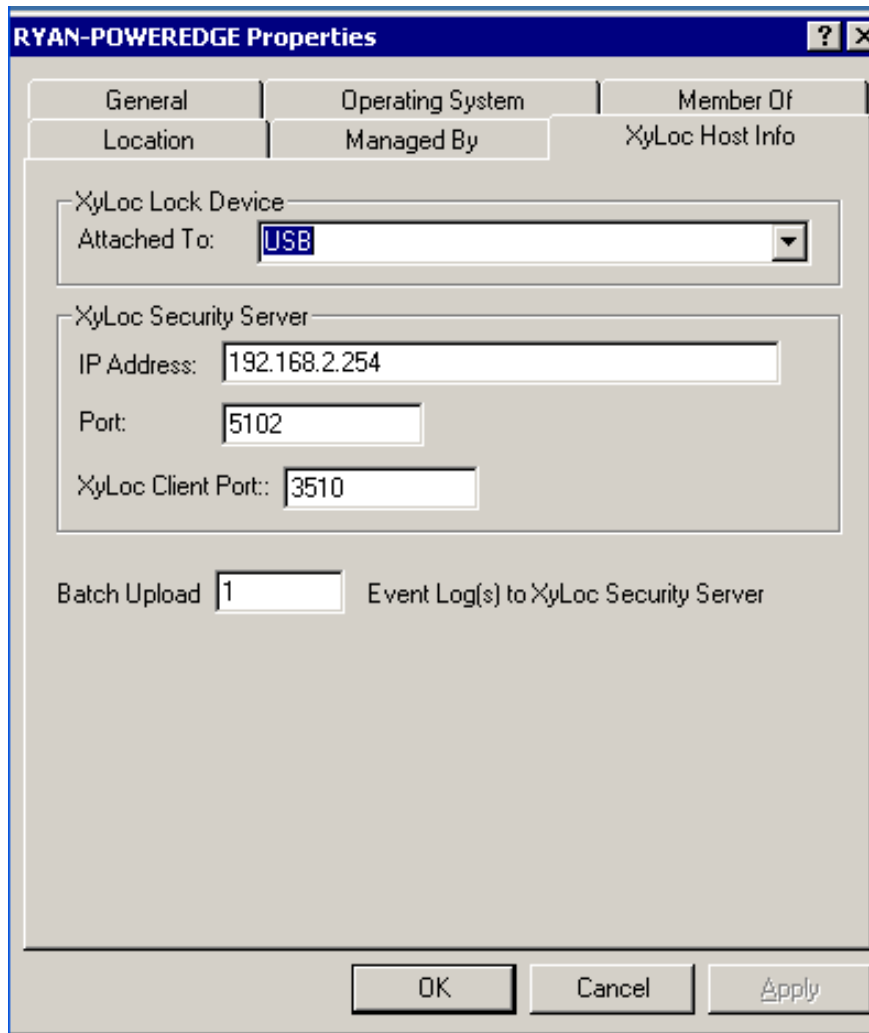 RYAN-POWEREDGE Properties
General Operating System Member Of
Location Managed By XyLoc Host Info
XyLoc Lock Device
Attached To: USB
XyLoc Security Server
IP Address: 192.168.2.254
Port: 5102
XyLoc Client Port:: 3510
Batch Upload 1 Event Log(s) to XyLoc Security Server
OK Cancel Apply